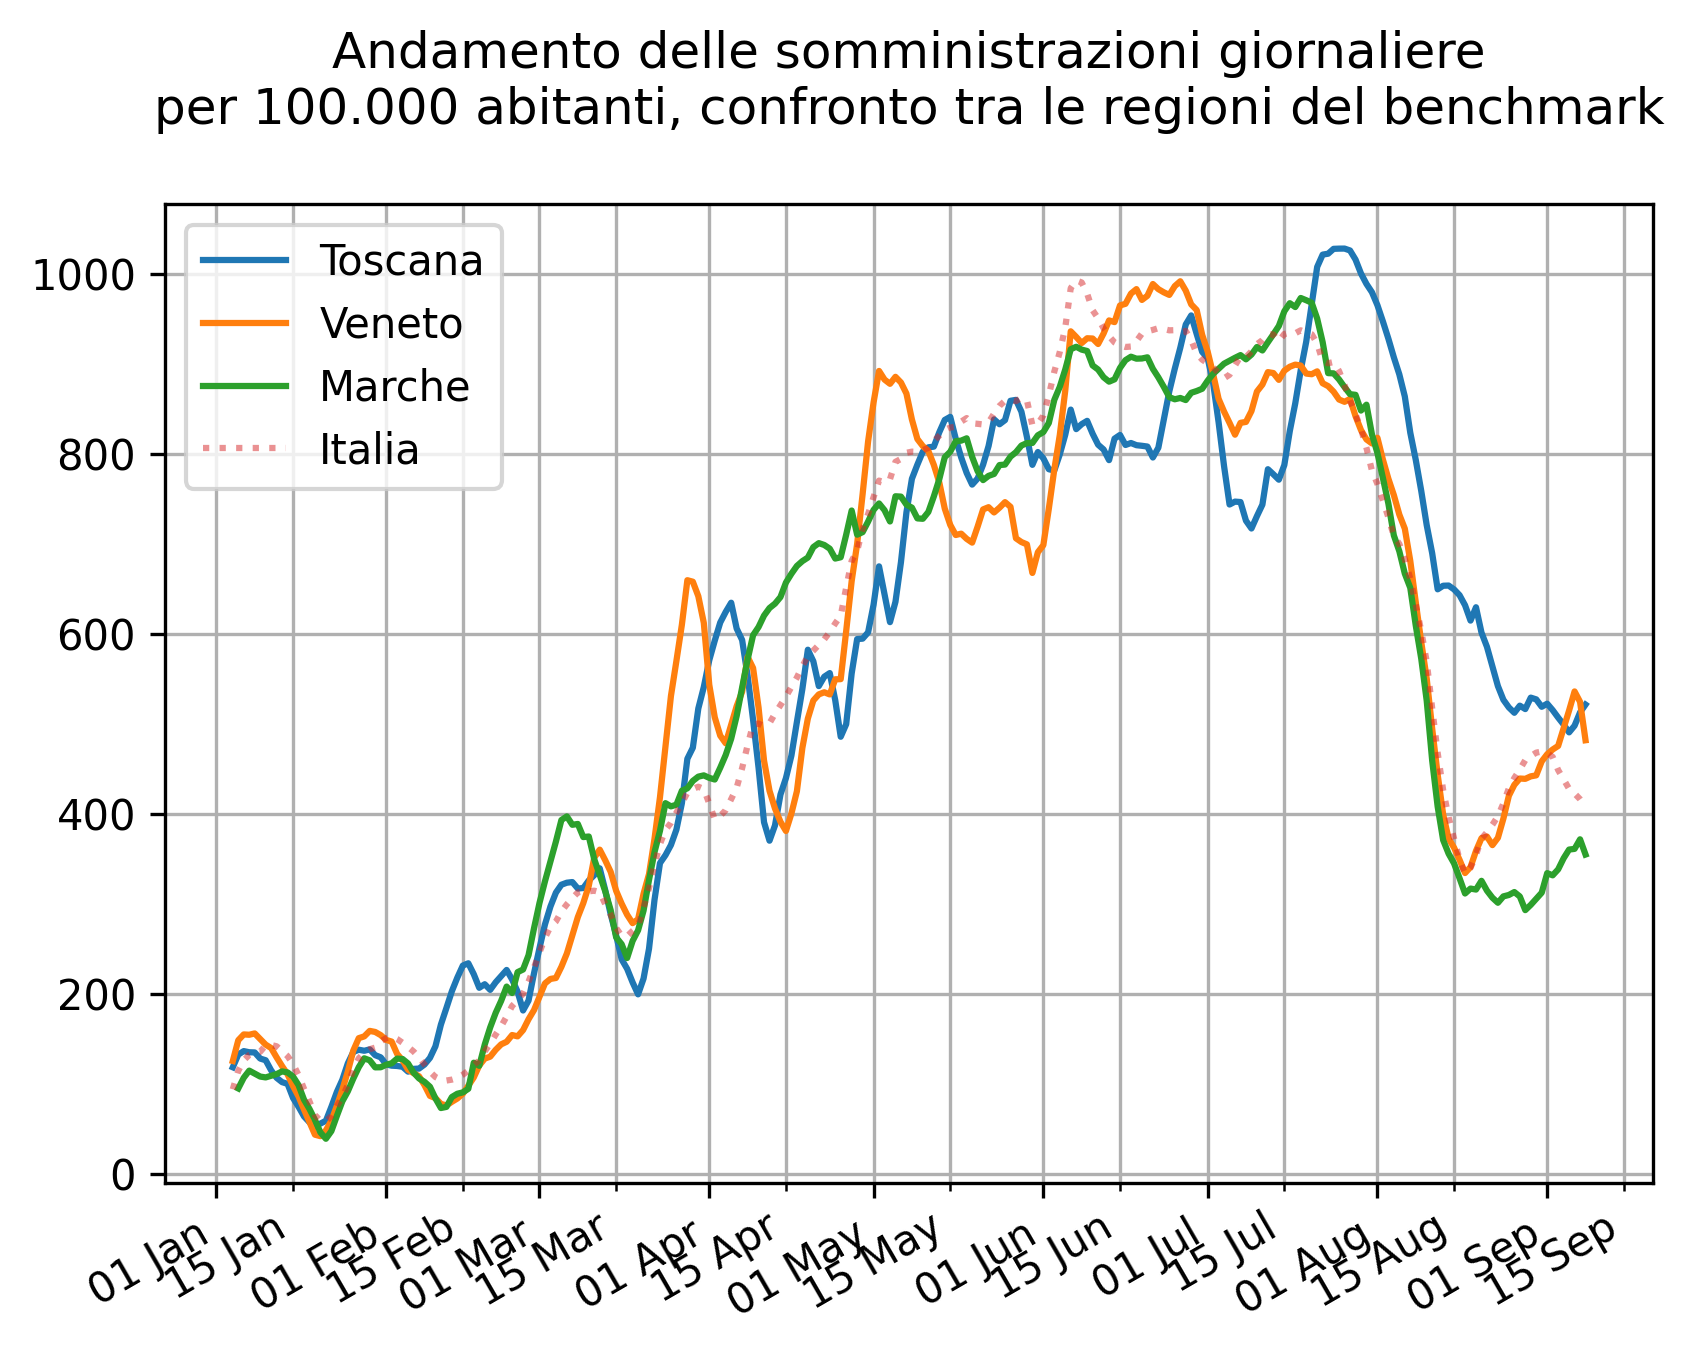 Andamento delle somministrazioni giornaliere
per 100.000 abitanti, confronto tra le regioni del benchmark
Toscana
Veneto
Marche
Italia
1000
800
600
400
200
0
01 Jan
15 Jan
01 Feb
15 Feb
01 Mar
15 Mar
01 Apr
15 Apr
01 May
15 May
01 Jun
15 Jun
01 Jul
15 Jul
01 Aug
15 Aug
01 Sep
15 Sep